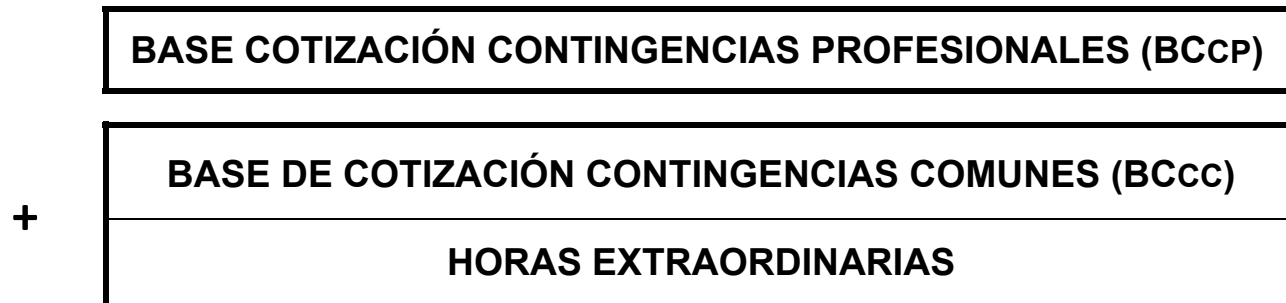 BASE COTIZACIÓN CONTINGENCIAS PROFESIONALES (BCCP)
BASE DE COTIZACIÓN CONTINGENCIAS COMUNES (BCCC)
+
HORAS EXTRAORDINARIAS